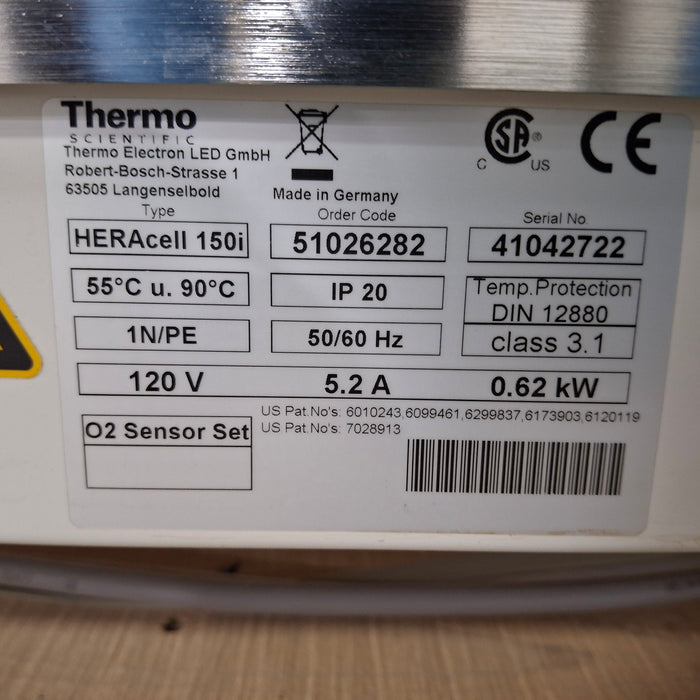 Thermo
SCIENTIFIC
Thermo Electron LED GmbH
Robert-Bosch-Strasse 1
63505 Langenselbold
Made in Germany
CSA®
C US
CE
Type
Order Code
Serial No
HERAcell 150i
51026282
41042722
55°C u. 90°C
IP 20
Temp.Protection
DIN 12880
class 3.1
1N/PE
50/60 Hz
120 V 5.2 A 0.62 kW
US Pat.No's: 6010243,6099461,6299837,6173903,6120119
US Pat.No's: 7028913
O2 Sensor Set